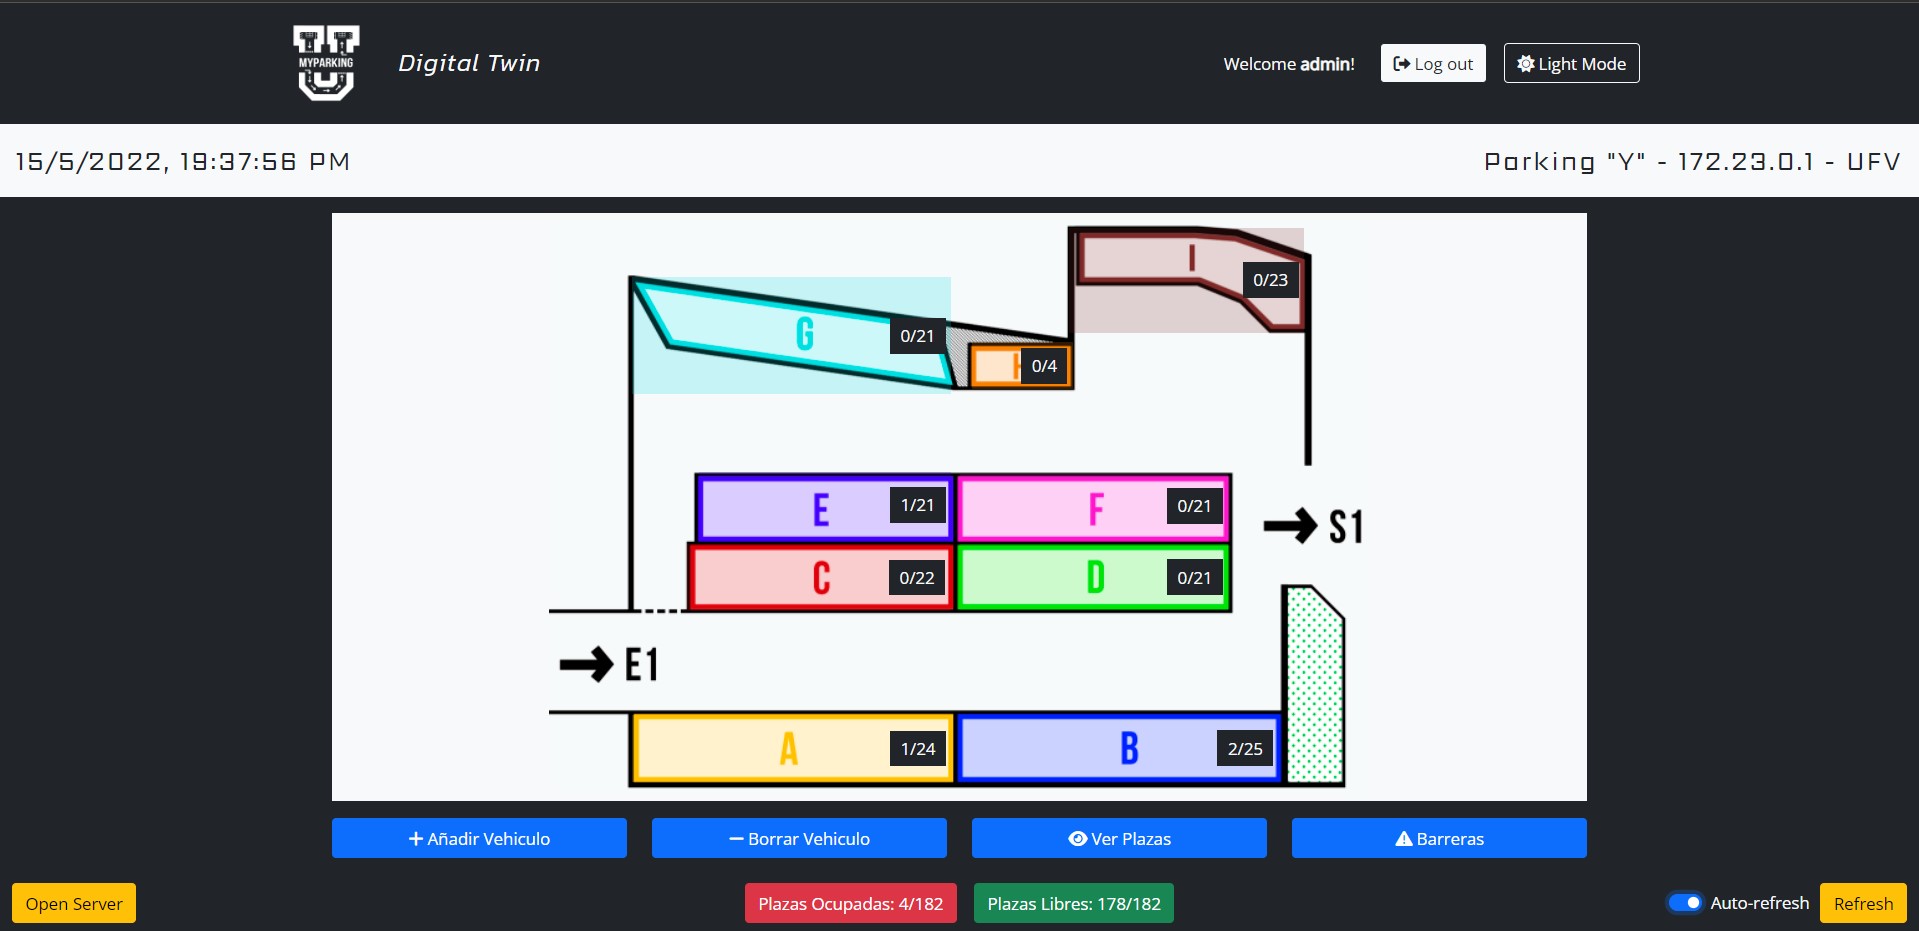 MYPARKING
Digital Twin
Welcome admin!
Log out
Light Mode
15/5/2022, 19:37:56 PM
Parking "Y" - 172.23.0.1 - UFV
I
0/23
G
0/21
0/4
E
1/21
F
0/21
S1
C
0/22
D
0/21
E1
A
1/24
B
2/25
Añadir Vehiculo
Borrar Vehiculo
Ver Plazas
Barreras
Open Server
Plazas Ocupadas: 4/182
Plazas Libres: 178/182
Auto-refresh
Refresh